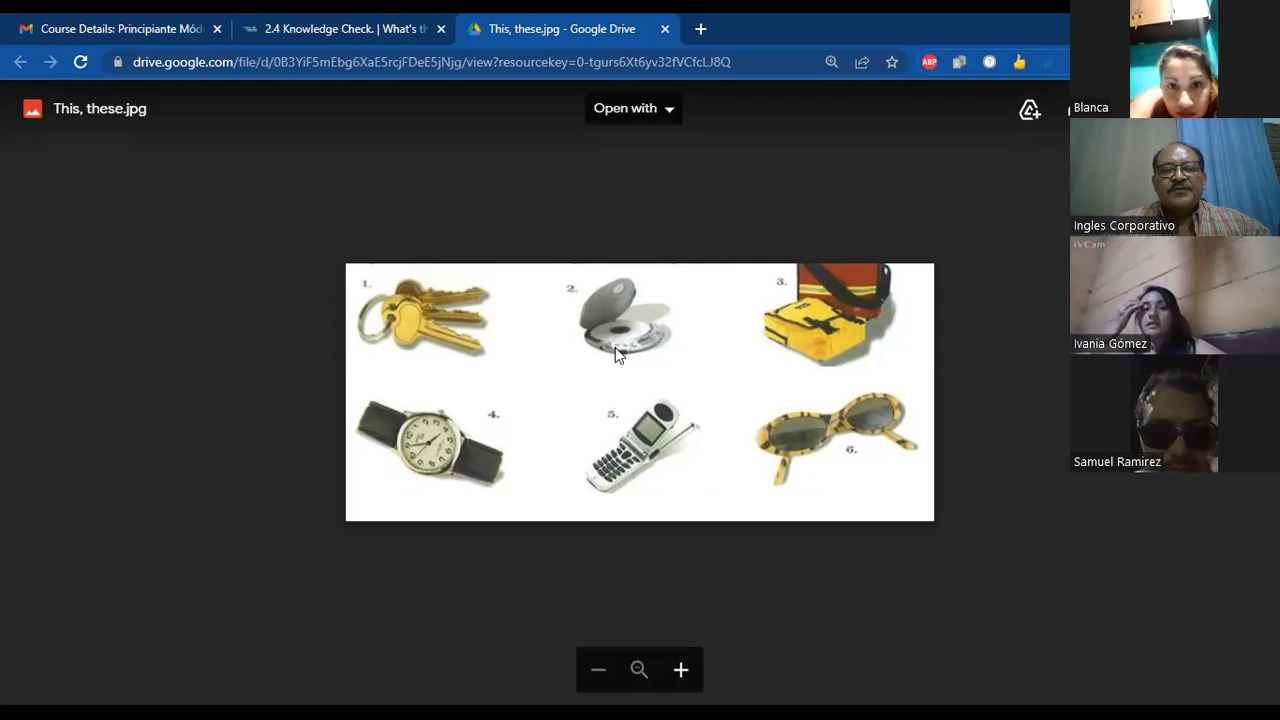 Course Details: Principiante Mód
2.4 Knowledge Check. | What's th
This, these.jpg - Google Drive
drive.google.com/file/d/0B3YiF5mEbg6XaE5rcjFDeE5jNjg/view?resourcekey=0-tgurs6Xt6yv32fVCfcLJ8Q
ABP
This, these.jpg
Open with
1.
2.
3.
4.
5.
6.
Blanca
Ingles Corporativo
iVCam
Ivania Gómez
Samuel Ramirez